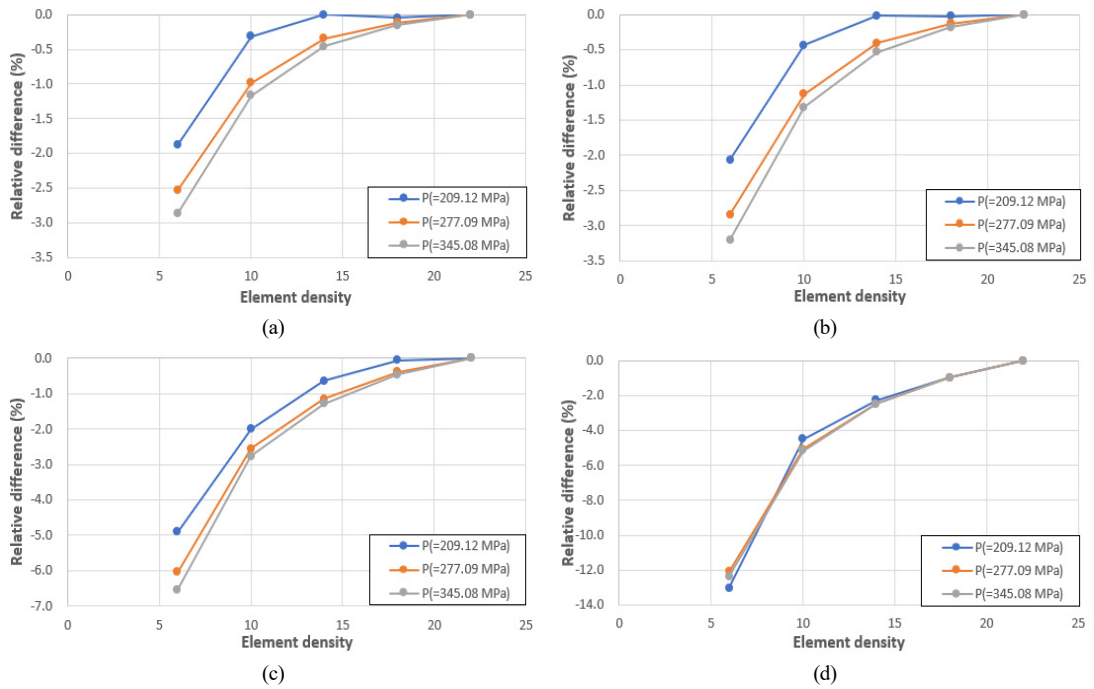 0.0
-0.5
-1.0
-1.5
-2.0
-2.5
-3.0
-3.5
Relative difference (%)
P(=209.12 MPa)
P(=277.09 MPa)
P(=345.08 MPa)
0 5 10 15 20 25
Element density
(a)
0.0
-0.5
-1.0
-1.5
-2.0
-2.5
-3.0
-3.5
Relative difference (%)
P(=209.12 MPa)
P(=277.09 MPa)
P(=345.08 MPa)
0 5 10 15 20 25
Element density
(b)
0.0
-1.0
-2.0
-3.0
-4.0
-5.0
-6.0
-7.0
Relative difference (%)
P(=209.12 MPa)
P(=277.09 MPa)
P(=345.08 MPa)
0 5 10 15 20 25
Element density
(c)
0.0
-2.0
-4.0
-6.0
-8.0
-10.0
-12.0
-14.0
Relative difference (%)
P(=209.12 MPa)
P(=277.09 MPa)
P(=345.08 MPa)
0 5 10 15 20 25
Element density
(d)